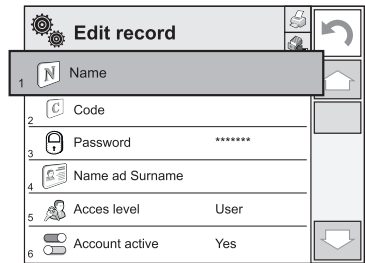 Edit record
1 N Name
2 C Code
3 Password *******
4 Name ad Surname
5 Acces level User
6 Account active Yes